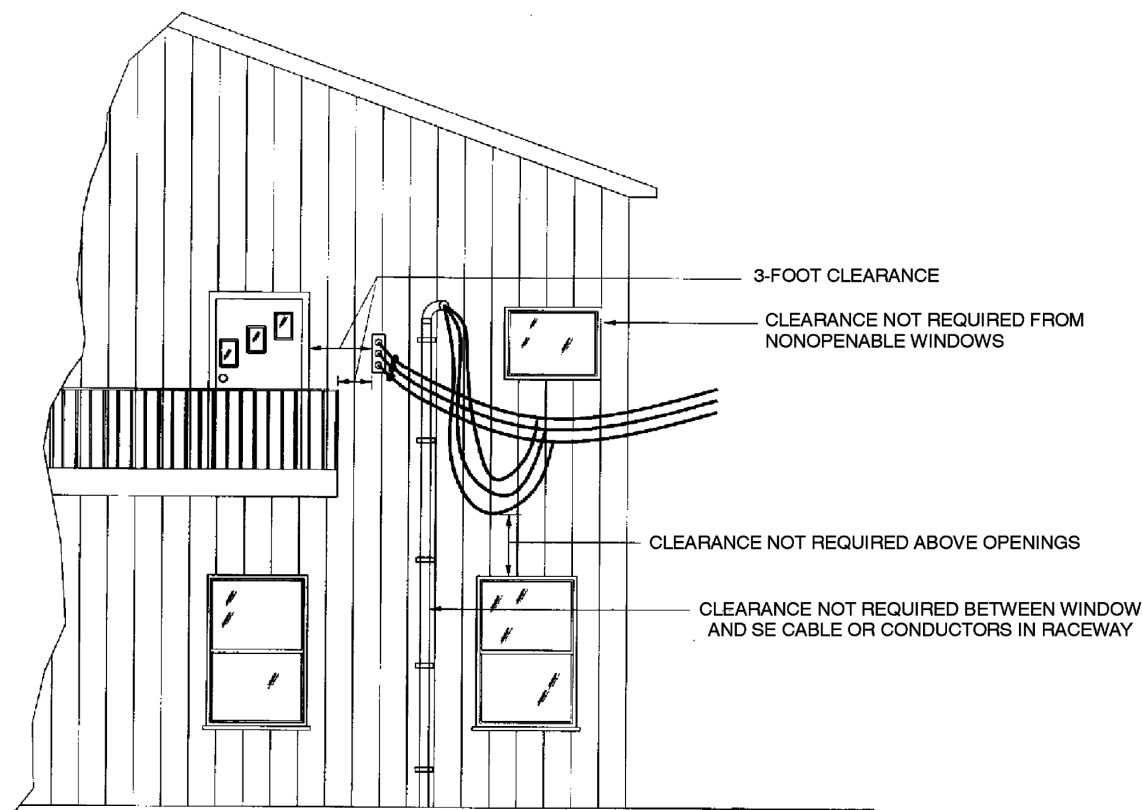 3-FOOT CLEARANCE
CLEARANCE NOT REQUIRED FROM
NONOPENABLE WINDOWS
CLEARANCE NOT REQUIRED ABOVE OPENINGS
CLEARANCE NOT REQUIRED BETWEEN WINDOW
AND SE CABLE OR CONDUCTORS IN RACEWAY